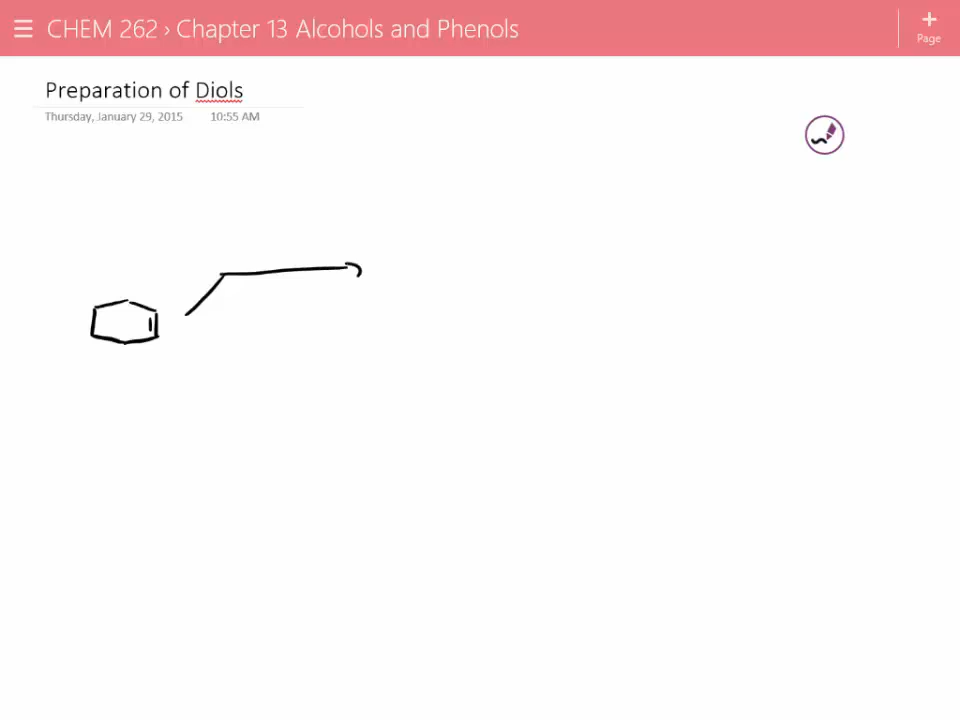 CHEM 262 › Chapter 13 Alcohols and Phenols
Page
Preparation of Diols
Thursday, January 29, 2015 10:55 AM